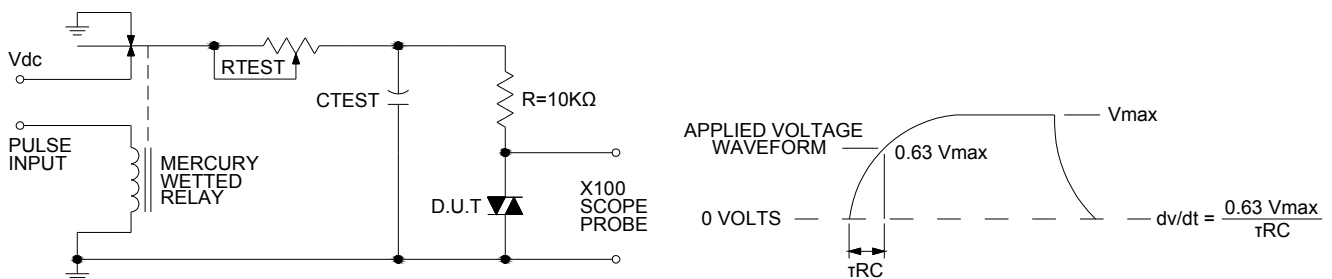 Vdc
RTEST
CTEST
R=10KΩ
PULSE
INPUT
MERCURY
WETTED
RELAY
D.U.T
X100
SCOPE
PROBE
Vmax
APPLIED VOLTAGE
WAVEFORM
0.63 Vmax
0 VOLTS
dv/dt = 0.63 Vmax
τRC
τRC